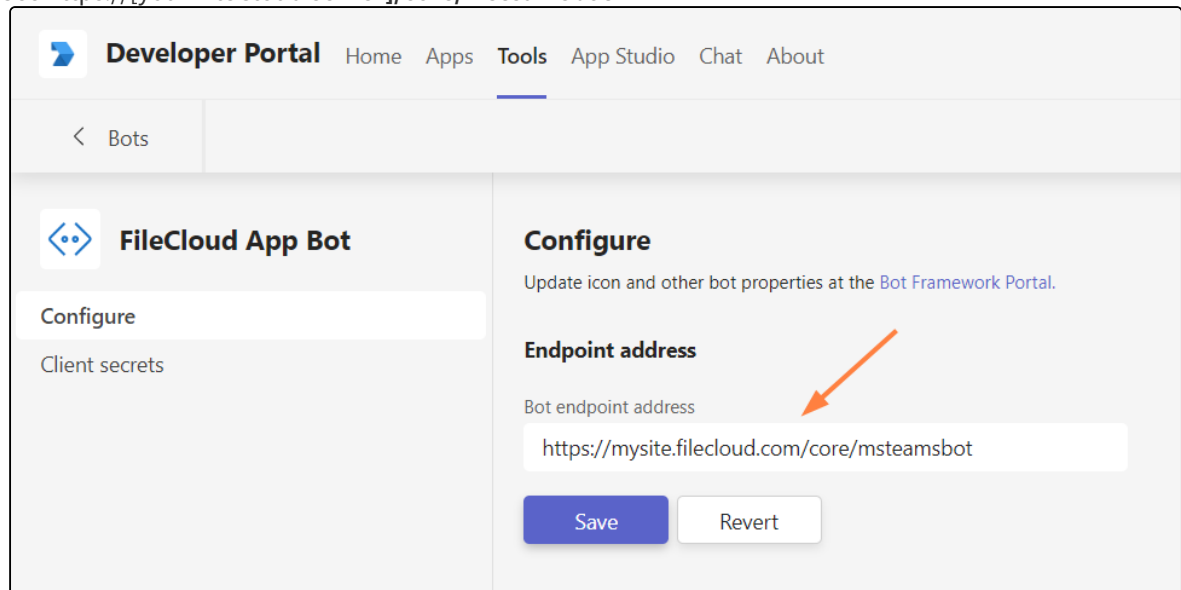 Developer Portal Home Apps Tools App Studio Chat About
< Bots
FileCloud App Bot
Configure
Client secrets
Configure
Update icon and other bot properties at the Bot Framework Portal.
Endpoint address
Bot endpoint address
https://mysite.filecloud.com/core/msteamsbot
Save Revert